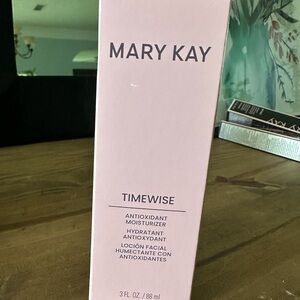 MARY KAY
TIMEWISE
ANTIOXIDANT
MOISTURIZER
HYDRATANT
ANTIOXYDANT
LOCIÓN FACIAL
HUMECTANTE CON
ANTIOXIDANTES
3 FL. OZ. / 88 ml